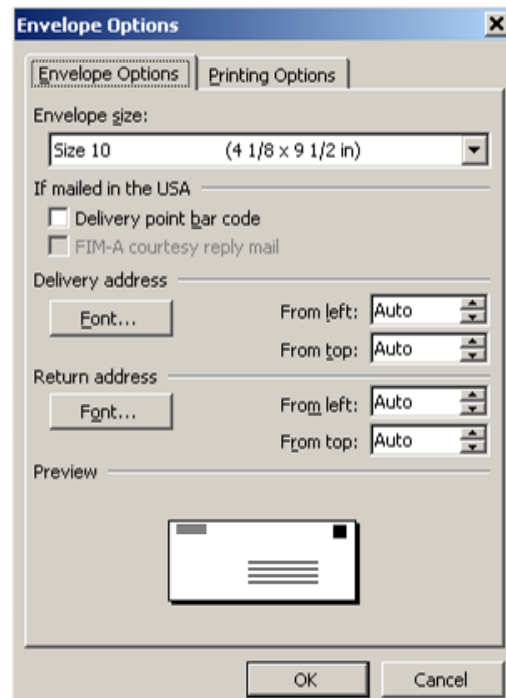 Envelope Options
Envelope Options Printing Options
Envelope size:
Size 10 (4 1/8 x 9 1/2 in)
If mailed in the USA
Delivery point bar code
FIM-A courtesy reply mail
Delivery address
Font... From left: Auto
From top: Auto
Return address
Font... From left: Auto
From top: Auto
Preview
OK Cancel